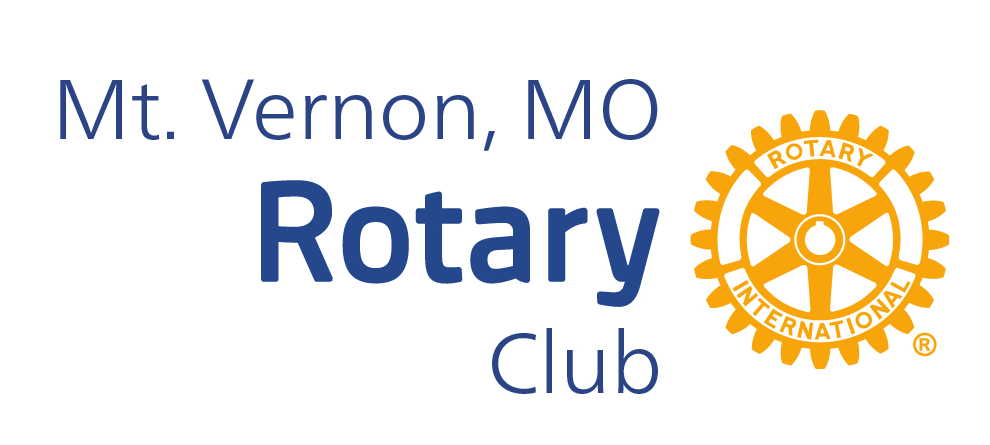 Mt. Vernon, MO
Rotary
Club
ROTARY
INTERNATIONAL
®